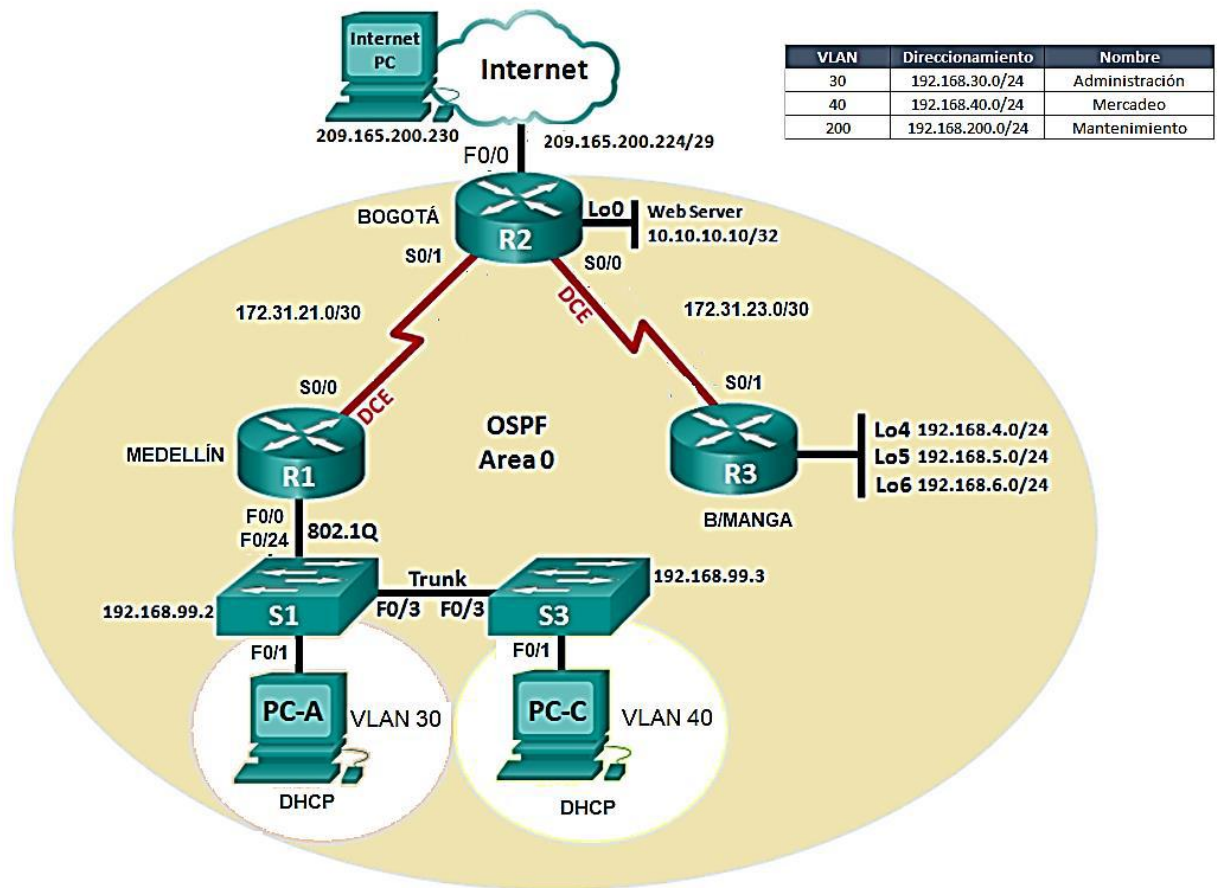 Internet
PC
Internet
209.165.200.230
209.165.200.224/29
F0/0
VLAN Direccionamiento Nombre
30 192.168.30.0/24 Administración
40 192.168.40.0/24 Mercadeo
200 192.168.200.0/24 Mantenimiento
BOGOTÁ
R2
Lo0
Web Server
10.10.10.10/32
S0/1
S0/0
DCE
172.31.21.0/30
172.31.23.0/30
S0/0
DCE
S0/1
OSPF
Area 0
MEDELLÍN
R1
R3
B/MANGA
Lo4 192.168.4.0/24
Lo5 192.168.5.0/24
Lo6 192.168.6.0/24
F0/0
F0/24
802.1Q
Trunk
192.168.99.2
S1
F0/3
F0/3
S3
192.168.99.3
F0/1
F0/1
PC-A
VLAN 30
PC-C
VLAN 40
DHCP
DHCP